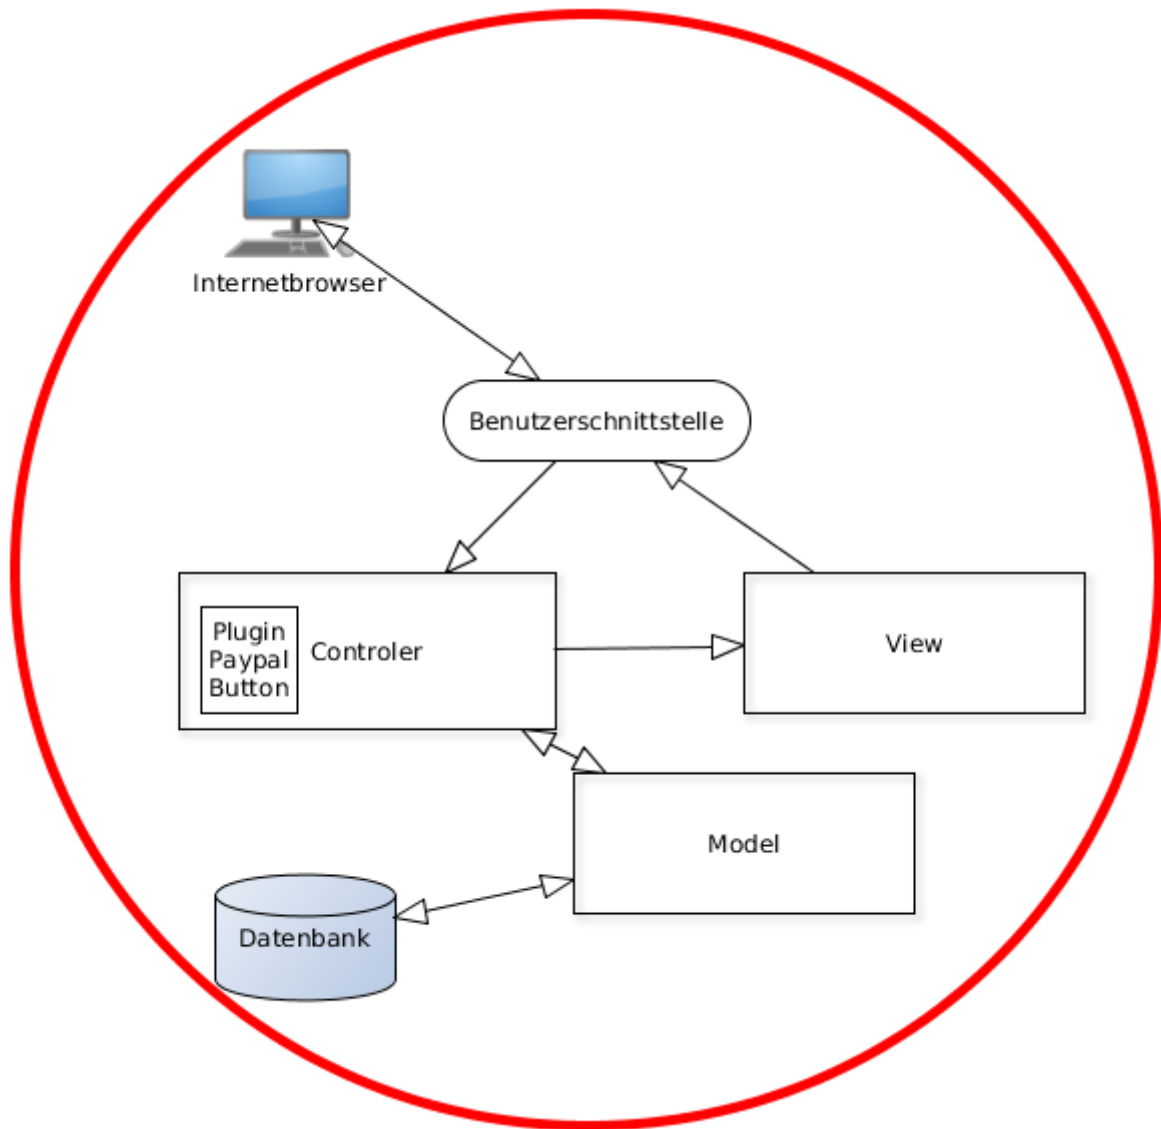 Internetbrowser
Benutzerschnittstelle
Plugin
Paypal
Button
Controler
View
Model
Datenbank